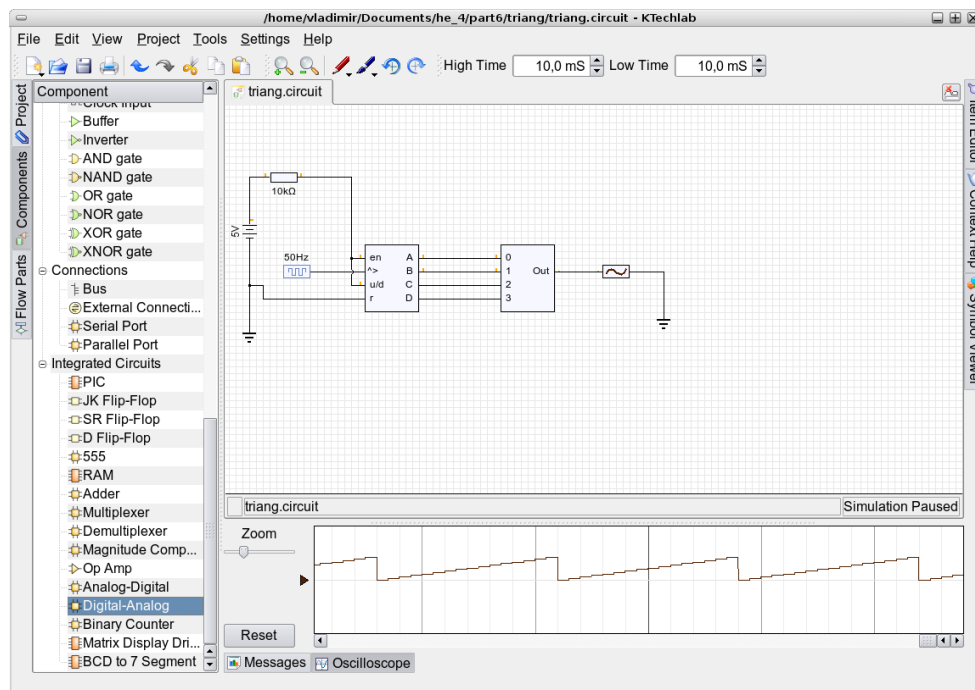 /home/vladimir/Documents/he_4/part6/triang/triang.circuit - KTechlab
File Edit View Project Tools Settings Help
High Time 10,0 mS Low Time 10,0 mS
Project
Components
Flow Parts
Component
Clock Input
Buffer
Inverter
AND gate
NAND gate
OR gate
NOR gate
XOR gate
XNOR gate
Connections
Bus
External Connecti...
Serial Port
Parallel Port
Integrated Circuits
PIC
JK Flip-Flop
SR Flip-Flop
D Flip-Flop
555
RAM
Adder
Multiplexer
Demultiplexer
Magnitude Comp...
Op Amp
Analog-Digital
Digital-Analog
Binary Counter
Matrix Display Dri...
BCD to 7 Segment
triang.circuit
10kΩ
5V
50Hz
en A
^> B
u/d C
r D
0
1 Out
2
3
Item Editor
Context Help
Symbol Viewer
triang.circuit Simulation Paused
Zoom
Reset
Messages Oscilloscope